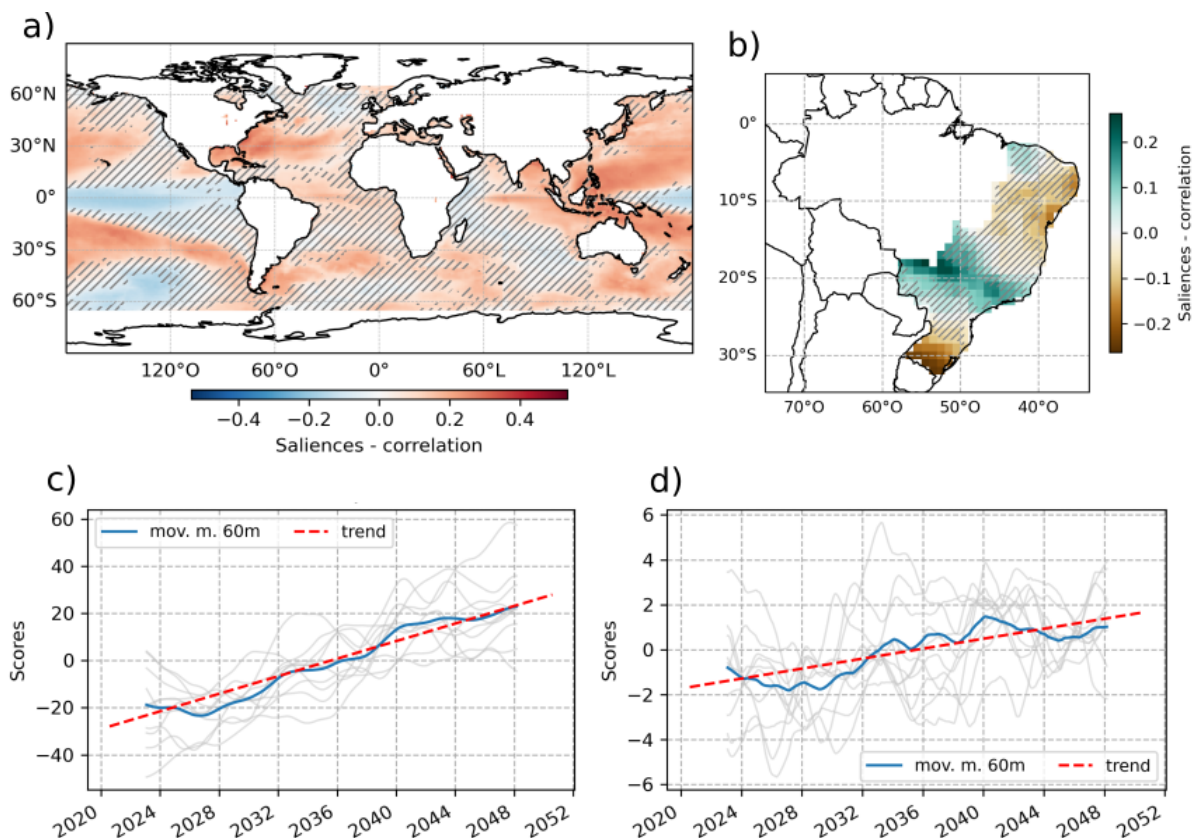 a)
60°N
30°N
0°
30°S
60°S
120°O 60°O 0° 60°L 120°L
−0.4 −0.2 0.0 0.2 0.4
Saliences - correlation
b)
0°
10°S
20°S
30°S
70°O 60°O 50°O 40°O
0.2
0.1
0.0
−0.1
−0.2
Saliences - correlation
c)
mov. m. 60m trend
60
40
20
0
−20
−40
Scores
2020 2024 2028 2032 2036 2040 2044 2048 2052
d)
6
4
2
0
−2
−4
−6
Scores
mov. m. 60m trend
2020 2024 2028 2032 2036 2040 2044 2048 2052